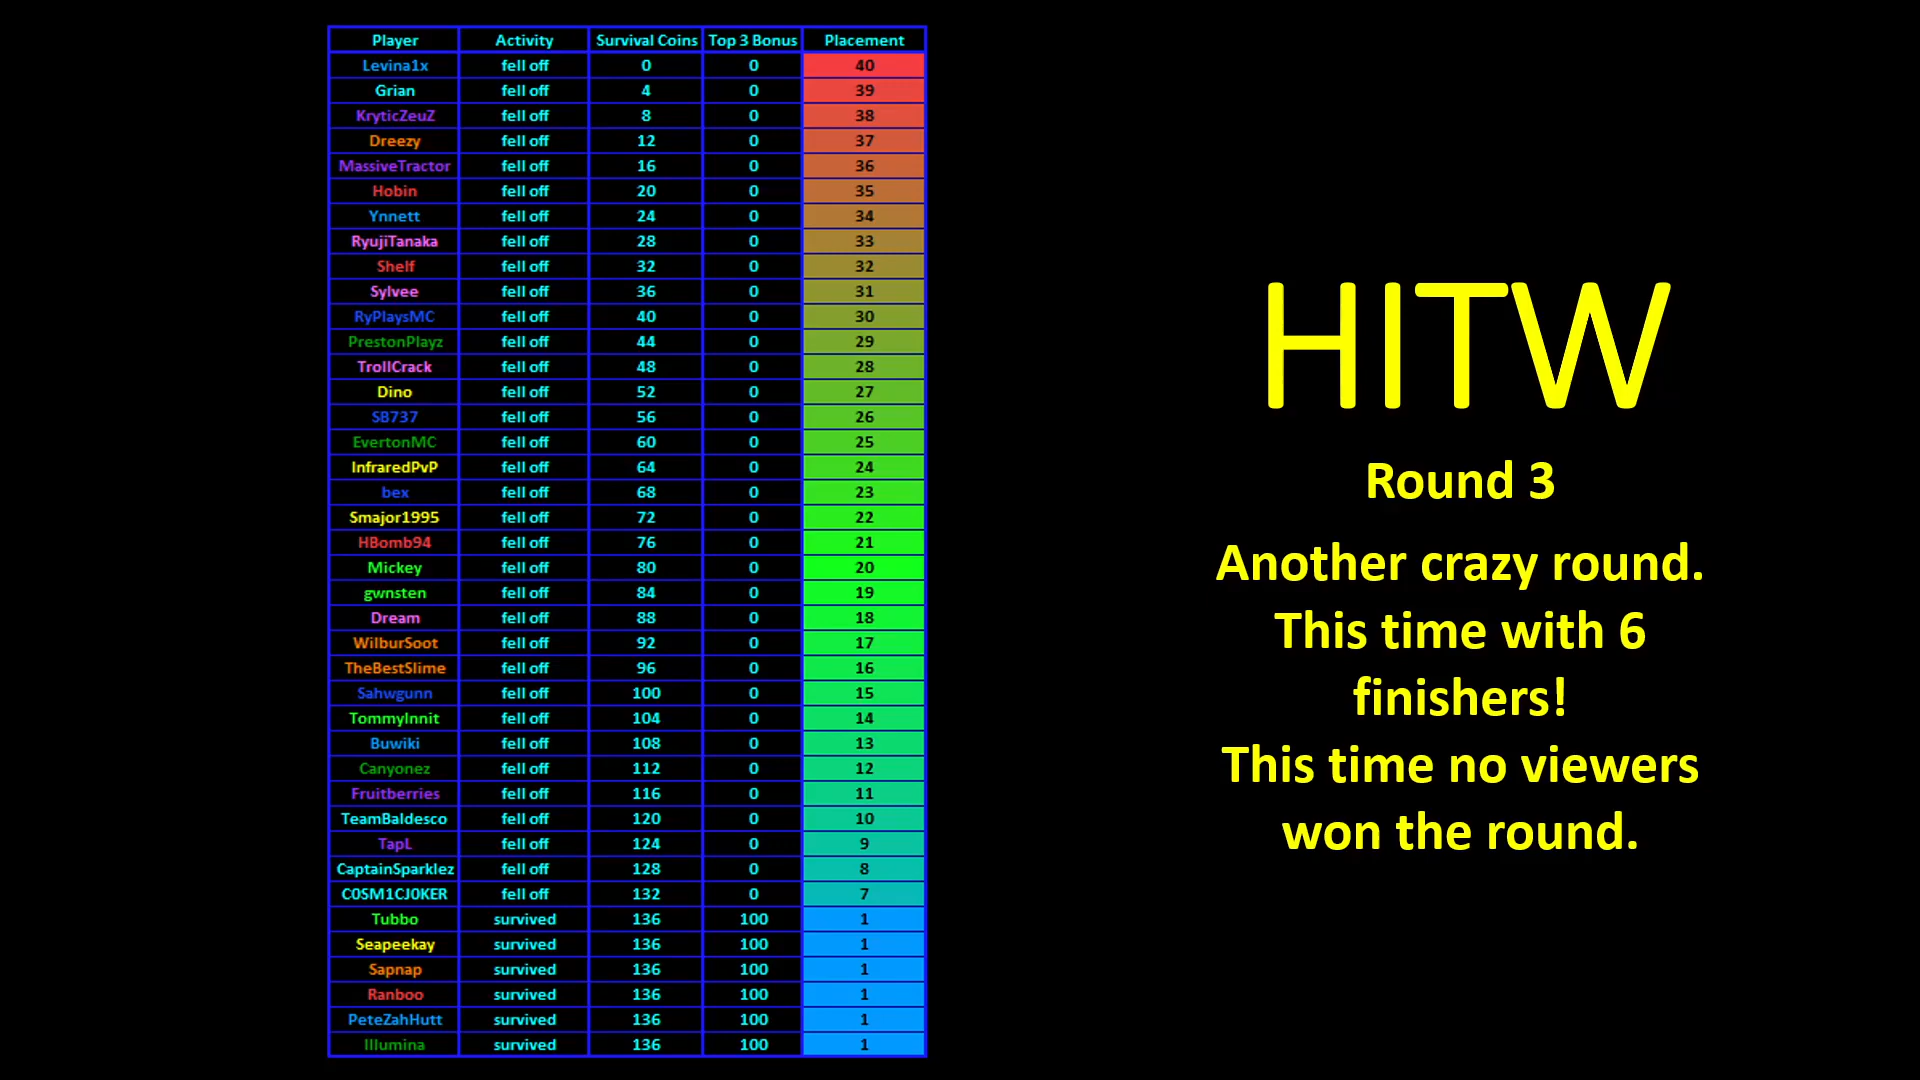 Player Activity Survival Coins Top 3 Bonus Placement
Levina1x fell off 0 0 40
Grian fell off 4 0 39
KryticZeuZ fell off 8 0 38
Dreezy fell off 12 0 37
MassiveTractor fell off 16 0 36
Hobin fell off 20 0 35
Ynnett fell off 24 0 34
RyujiTanaka fell off 28 0 33
Shelf fell off 32 0 32
Sylvee fell off 36 0 31
RyPlaysMC fell off 40 0 30
PrestonPlayz fell off 44 0 29
TrollCrack fell off 48 0 28
Dino fell off 52 0 27
SB737 fell off 56 0 26
EvertonMC fell off 60 0 25
InfraredPvP fell off 64 0 24
bex fell off 68 0 23
Smajor1995 fell off 72 0 22
HBomb94 fell off 76 0 21
Mickey fell off 80 0 20
gwnsten fell off 84 0 19
Dream fell off 88 0 18
WilburSoot fell off 92 0 17
TheBestSlime fell off 96 0 16
Sahwgunn fell off 100 0 15
TommyInnit fell off 104 0 14
Buwiki fell off 108 0 13
Canyonez fell off 112 0 12
Fruitberries fell off 116 0 11
TeamBaldesco fell off 120 0 10
TapL fell off 124 0 9
CaptainSparklez fell off 128 0 8
C0SM1CJ0KER fell off 132 0 7
Tubbo survived 136 100 1
Seapeekay survived 136 100 1
Sapnap survived 136 100 1
Ranboo survived 136 100 1
PeteZahHutt survived 136 100 1
Illumina survived 136 100 1
HITW
Round 3
Another crazy round.
This time with 6
finishers!
This time no viewers
won the round.